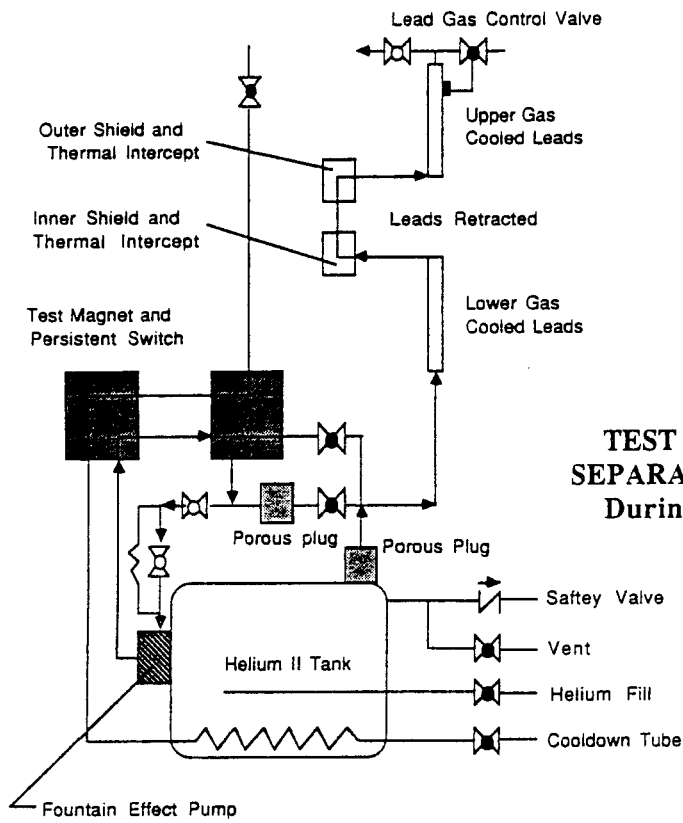 Lead Gas Control Valve
Outer Shield and
Thermal Intercept
Upper Gas
Cooled Leads
Inner Shield and
Thermal Intercept
Leads Retracted
Test Magnet and
Persistent Switch
Lower Gas
Cooled Leads
TEST
SEPARA
Durin
Porous plug
Porous Plug
Saftey Valve
Vent
Helium II Tank
Helium Fill
Cooldown Tube
Fountain Effect Pump